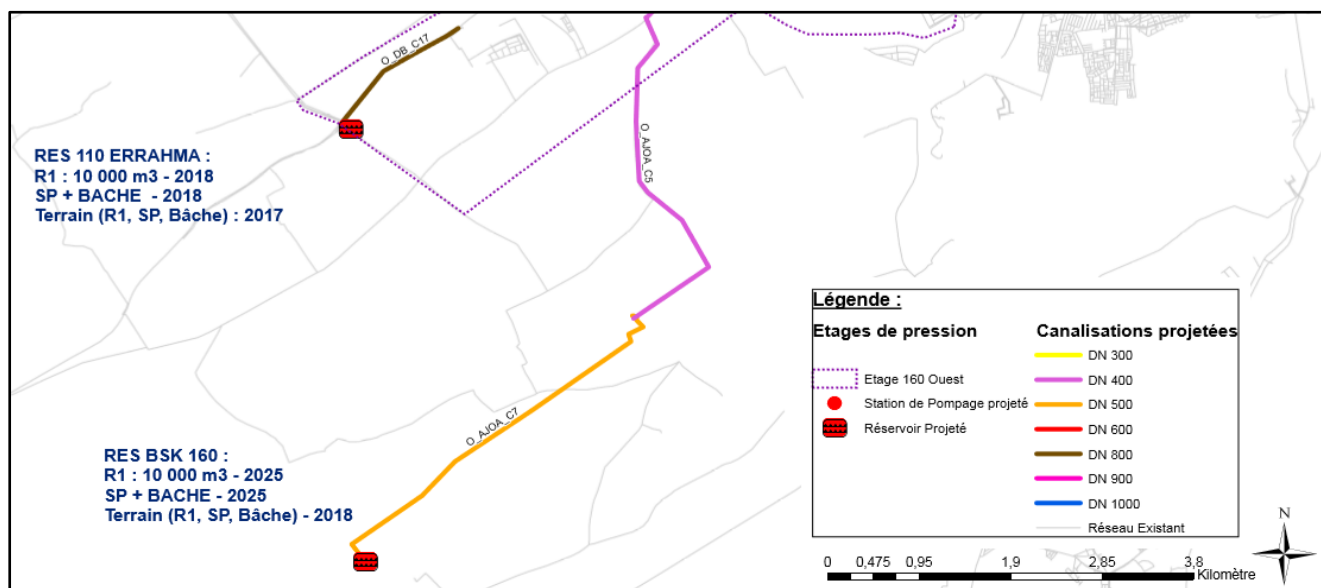 O_DB_C17
RES 110 ERRAHMA :
R1 : 10 000 m3 - 2018
SP + BACHE - 2018
Terrain (R1, SP, Bâche) : 2017
O_AJOA_C5
O_AJOA_C7
RES BSK 160 :
R1 : 10 000 m3 - 2025
SP + BACHE - 2025
Terrain (R1, SP, Bâche) - 2018
Légende :
Etages de pression
Etage 160 Ouest
Station de Pompage projeté
Réservoir Projeté
Canalisations projetées
DN 300
DN 400
DN 500
DN 600
DN 800
DN 900
DN 1000
Réseau Existant
N
0 0,475 0,95 1,9 2,85 3,8
Kilomètre